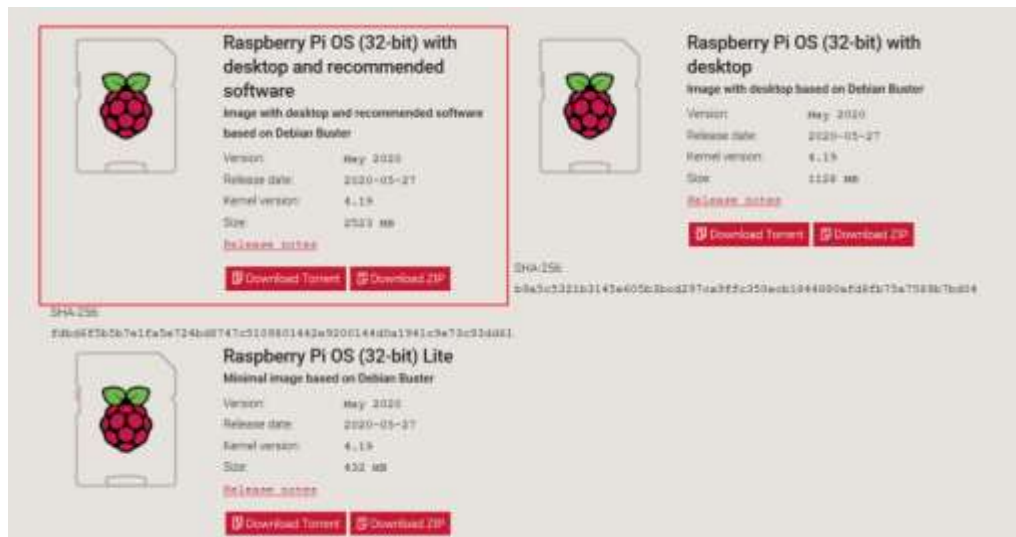 Raspberry Pi OS (32-bit) with
desktop and recommended
software
Image with desktop and recommended software
based on Debian Buster
Version: May 2020
Release date: 2020-05-27
Kernel version: 4.19
Size: 2523 MB
Release notes
Download Torrent Download ZIP
SHA-256:
Raspberry Pi OS (32-bit) with
desktop
Image with desktop based on Debian Buster
Version: May 2020
Release date: 2020-05-27
Kernel version: 4.19
Size: 1128 MB
Release notes
Download Torrent Download ZIP
SHA-256:
Raspberry Pi OS (32-bit) Lite
Minimal image based on Debian Buster
Version: May 2020
Release date: 2020-05-27
Kernel version: 4.19
Size: 432 MB
Release notes
Download Torrent Download ZIP